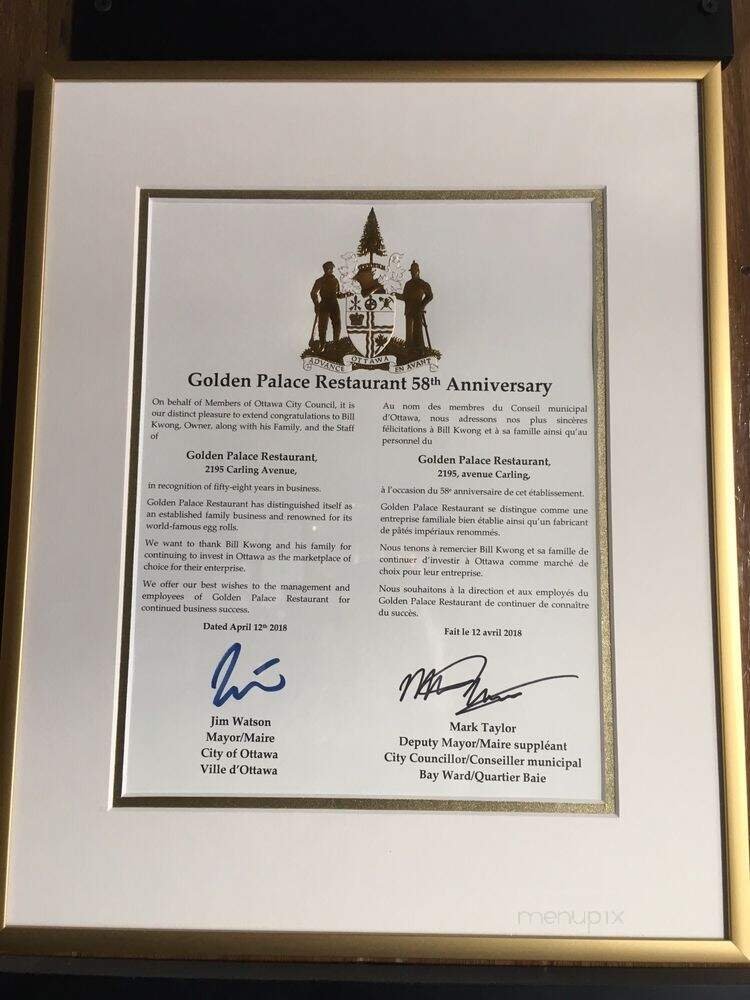 ADVANCE OTTAWA EN AVANT
Golden Palace Restaurant 58th Anniversary
On behalf of Members of Ottawa City Council, it is
our distinct pleasure to extend congratulations to Bill
Kwong, Owner, along with his Family, and the Staff
of
Golden Palace Restaurant,
2195 Carling Avenue,
in recognition of fifty-eight years in business.
Golden Palace Restaurant has distinguished itself as
an established family business and renowned for its
world-famous egg rolls.
We want to thank Bill Kwong and his family for
continuing to invest in Ottawa as the marketplace of
choice for their enterprise.
We offer our best wishes to the management and
employees of Golden Palace Restaurant for
continued business success.
Dated April 12th 2018
Jim Watson
Mayor/Maire
City of Ottawa
Ville d'Ottawa
Au nom des membres du Conseil municipal
d'Ottawa, nous adressons nos plus sincères
félicitations à Bill Kwong et à sa famille ainsi qu'au
personnel du
Golden Palace Restaurant,
2195, avenue Carling,
à l'occasion du 58e anniversaire de cet établissement.
Golden Palace Restaurant se distingue comme une
entreprise familiale bien établie ainsi qu'un fabricant
de pâtés impériaux renommés.
Nous tenons à remercier Bill Kwong et sa famille de
continuer d'investir à Ottawa comme marché de
choix pour leur entreprise.
Nous souhaitons à la direction et aux employés du
Golden Palace Restaurant de continuer de connaître
du succès.
Fait le 12 avril 2018
Mark Taylor
Deputy Mayor/Maire suppléant
City Councillor/Conseiller municipal
Bay Ward/Quartier Baie
menupix